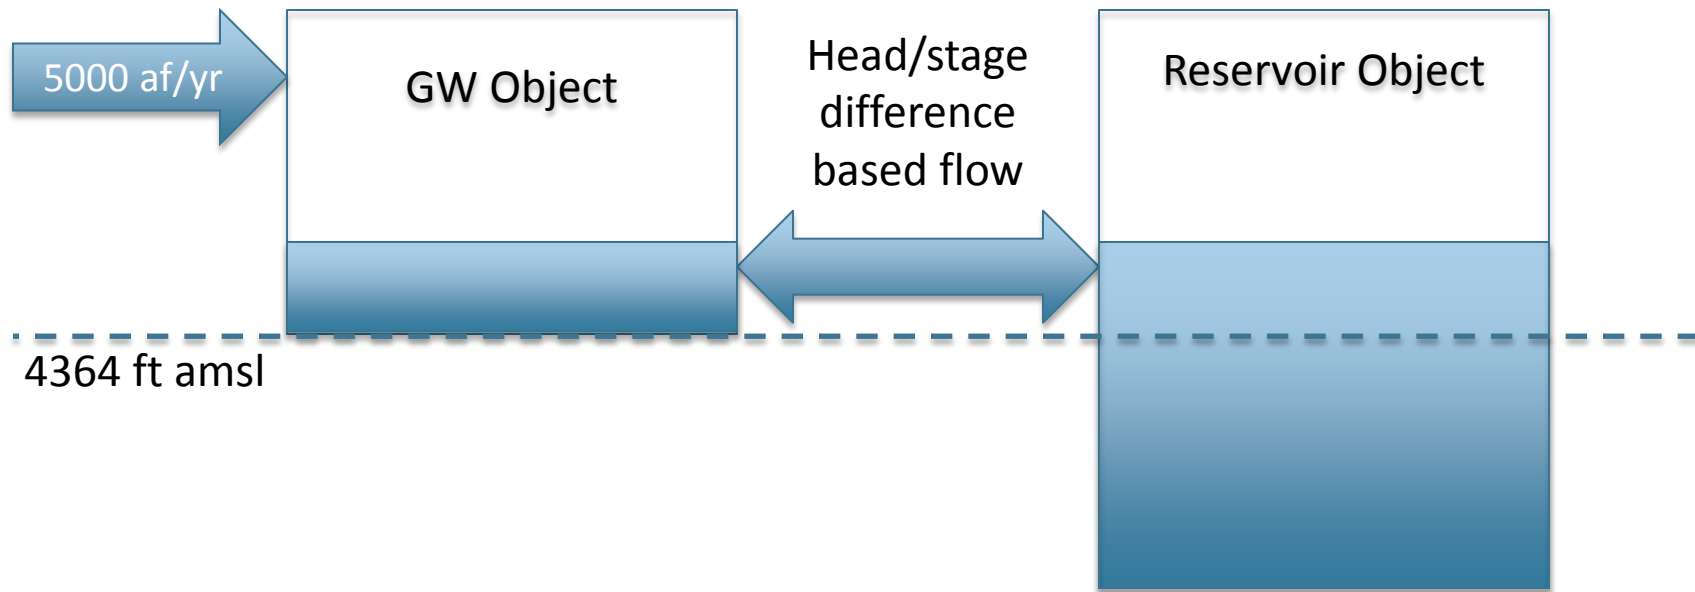 5000 af/yr
GW Object
Head/stage
difference
based flow
Reservoir Object
4364 ft amsl